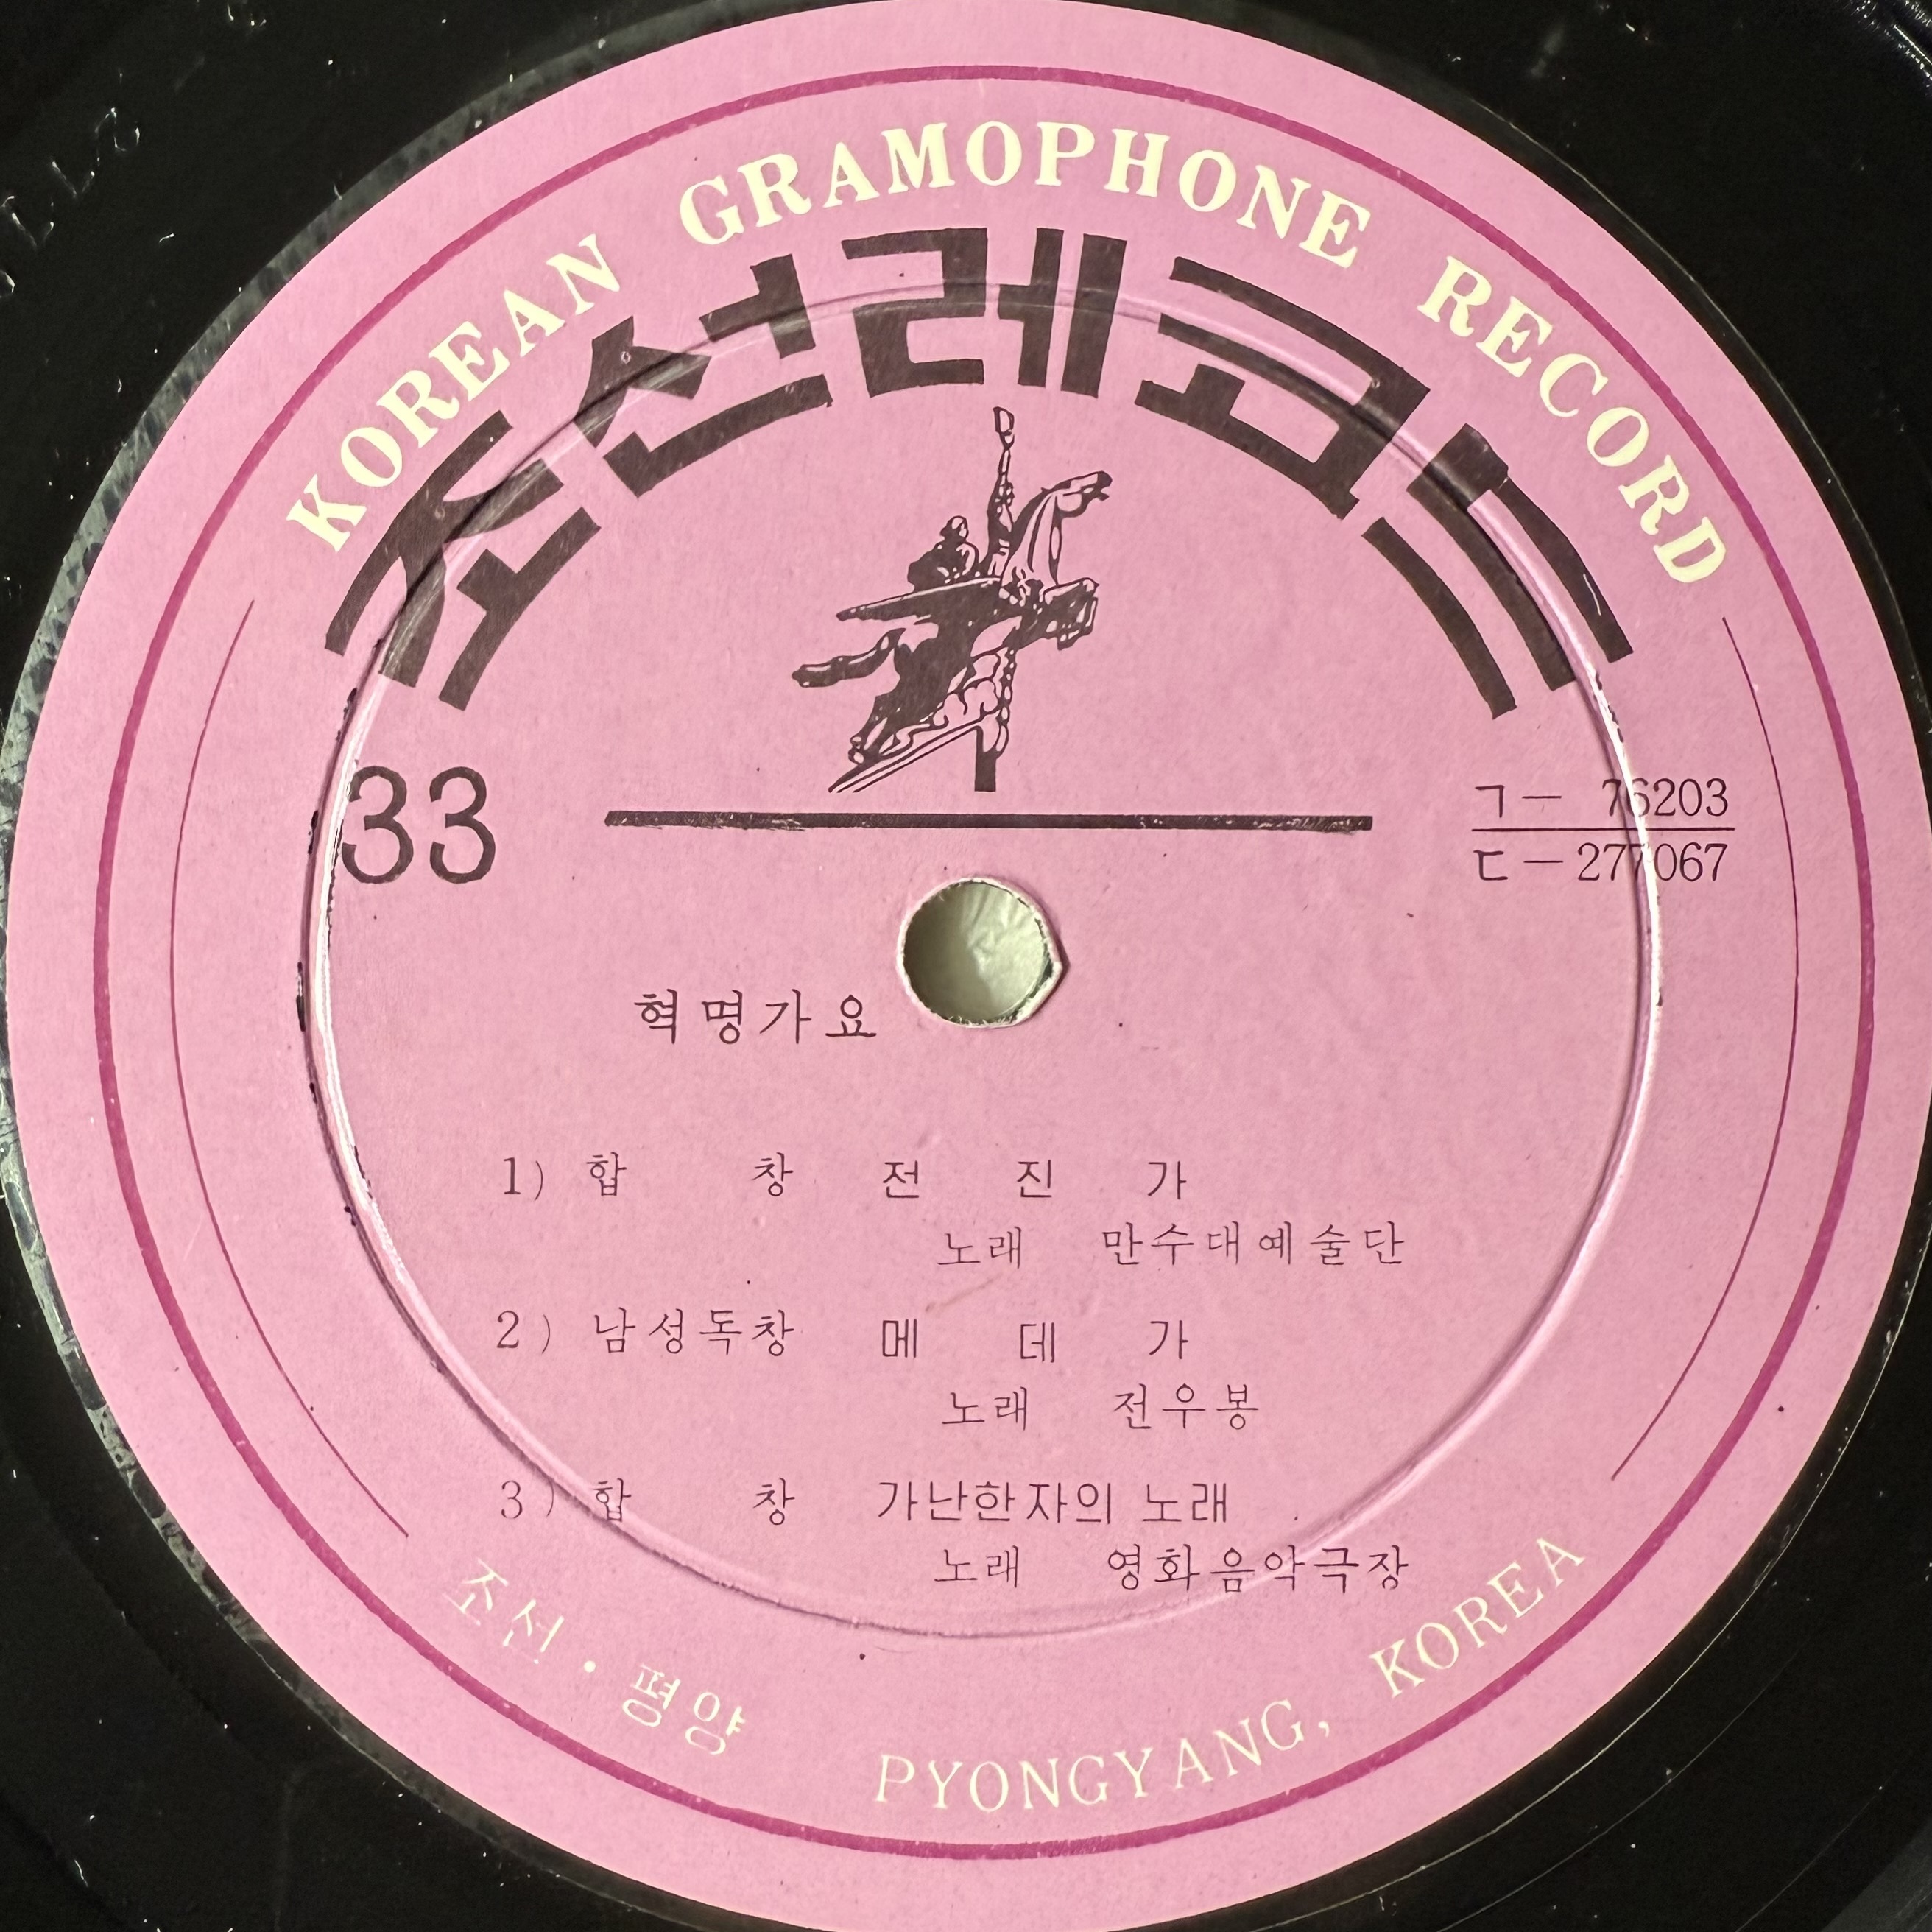 KOREAN GRAMOPHONE RECORD
조선레코드
33
ㄱ— 76203
ㄷ—277067
혁명가요
1) 합창 전진가
노래 만수대예술단
2) 남성독창 메데가
노래 전우봉
3) 합창 가난한자의 노래
노래 영화음악극장
조선·평양 PYONGYANG, KOREA